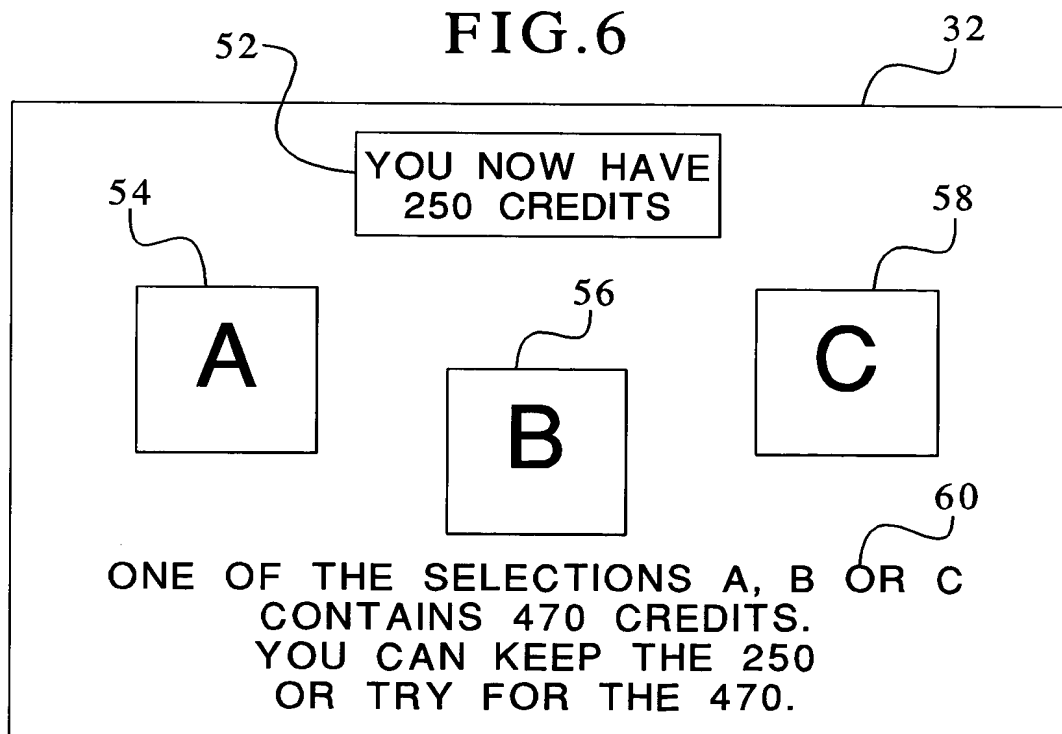 FIG.6
52
32
YOU NOW HAVE
250 CREDITS
54
58
56
A
B
C
60
ONE OF THE SELECTIONS A, B OR C
CONTAINS 470 CREDITS.
YOU CAN KEEP THE 250
OR TRY FOR THE 470.